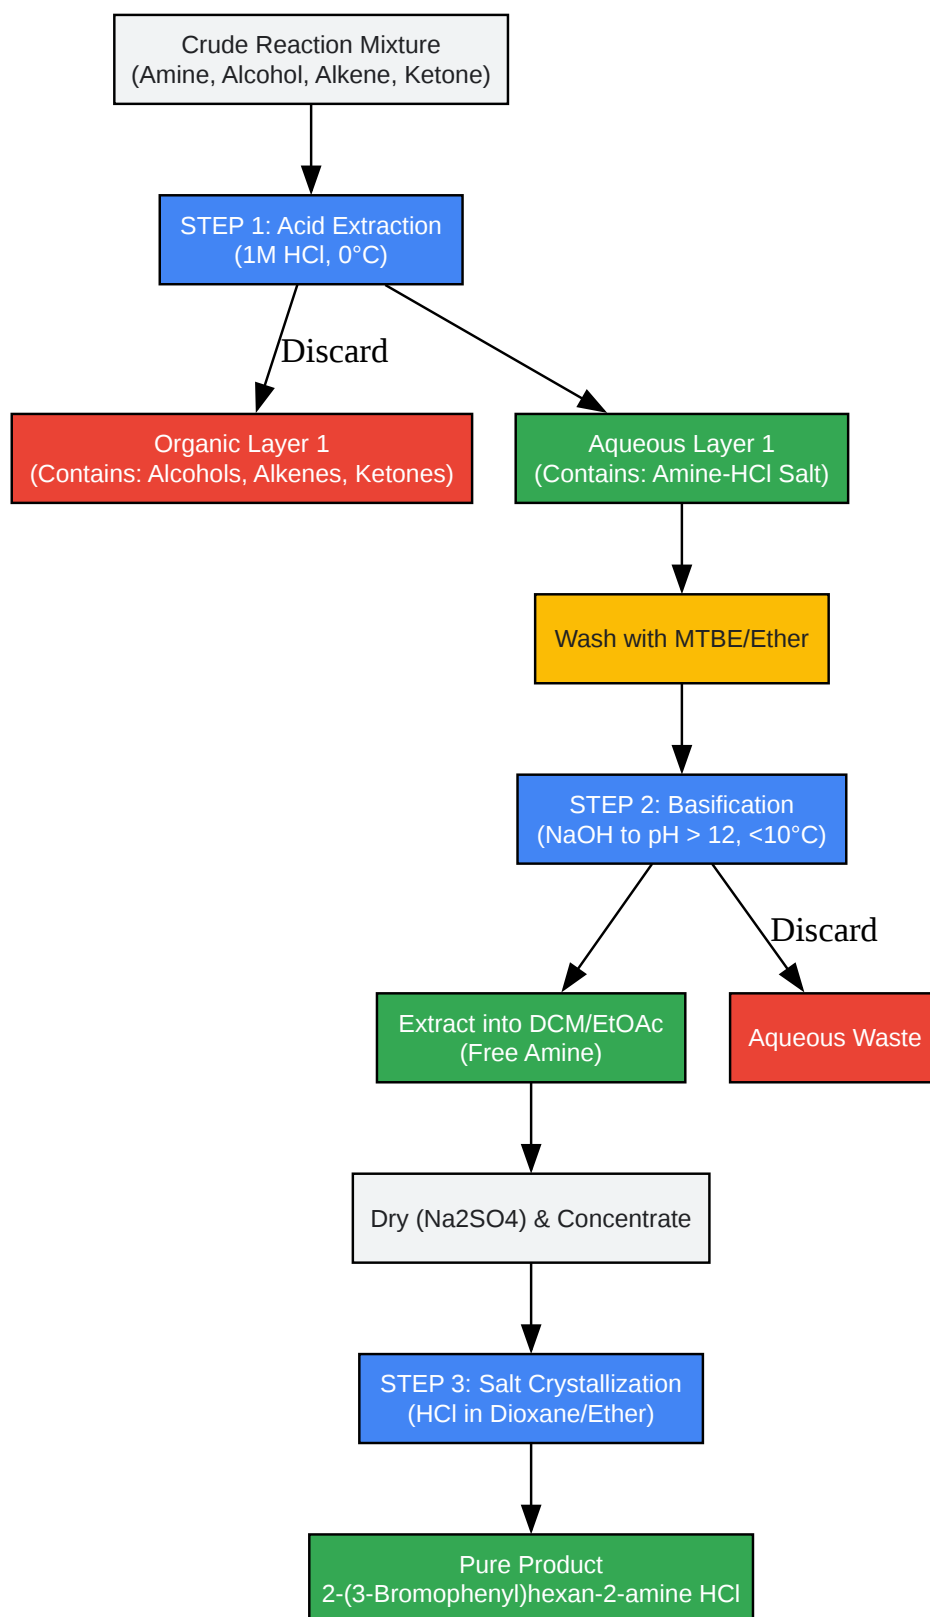 Crude Reaction Mixture
(Amine, Alcohol, Alkene, Ketone)
STEP 1: Acid Extraction
(1M HCl, 0°C)
Discard
Organic Layer 1
(Contains: Alcohols, Alkenes, Ketones)
Aqueous Layer 1
(Contains: Amine-HCl Salt)
Wash with MTBE/Ether
STEP 2: Basification
(NaOH to pH > 12, <10°C)
Discard
Extract into DCM/EtOAc
(Free Amine)
Aqueous Waste
Dry (Na2SO4) & Concentrate
STEP 3: Salt Crystallization
(HCl in Dioxane/Ether)
Pure Product
2-(3-Bromophenyl)hexan-2-amine HCl